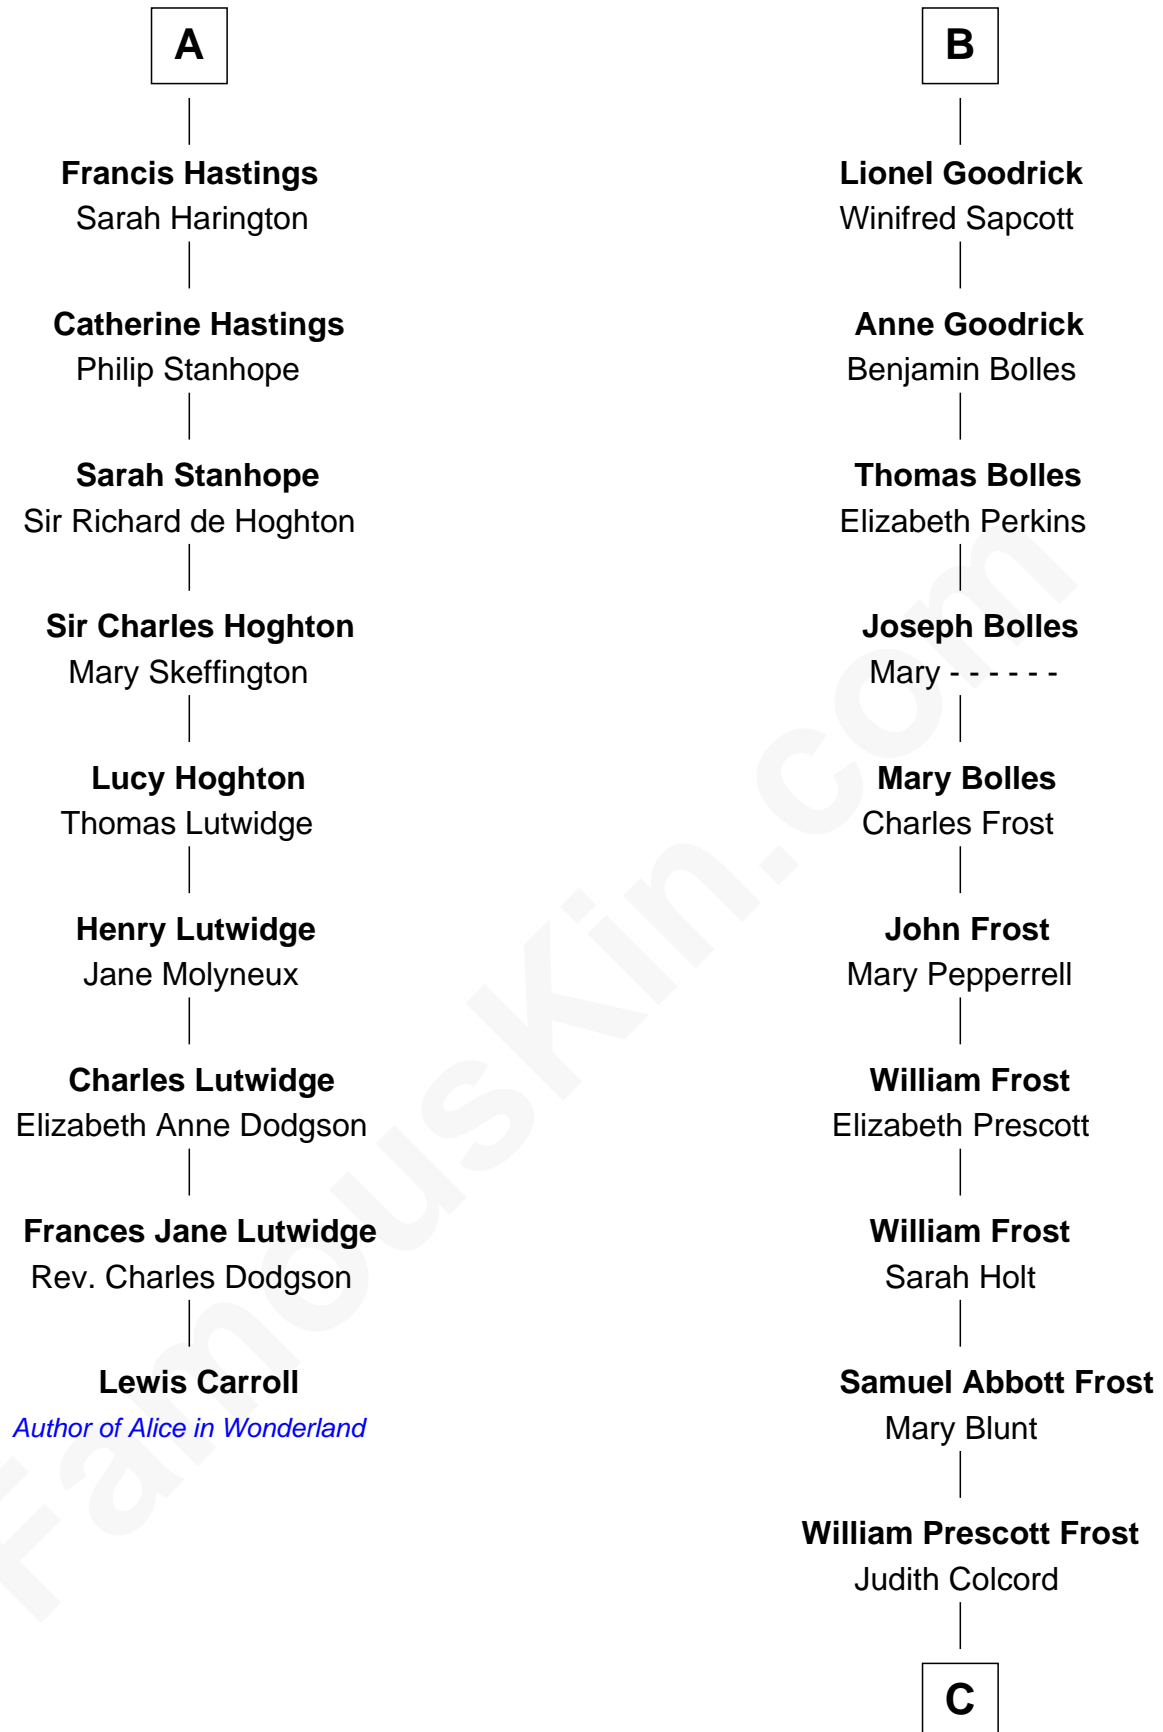 A
Francis Hastings
Sarah Harington
Catherine Hastings
Philip Stanhope
Sarah Stanhope
Sir Richard de Hoghton
Sir Charles Hoghton
Mary Skeffington
Lucy Hoghton
Thomas Lutwidge
Henry Lutwidge
Jane Molyneux
Charles Lutwidge
Elizabeth Anne Dodgson
Frances Jane Lutwidge
Rev. Charles Dodgson
Lewis Carroll
Author of Alice in Wonderland
B
Lionel Goodrick
Winifred Sapcott
Anne Goodrick
Benjamin Bolles
Thomas Bolles
Elizabeth Perkins
Joseph Bolles
Mary - - - - - -
Mary Bolles
Charles Frost
John Frost
Mary Pepperrell
William Frost
Elizabeth Prescott
William Frost
Sarah Holt
Samuel Abbott Frost
Mary Blunt
William Prescott Frost
Judith Colcord
C
FamousKin.com